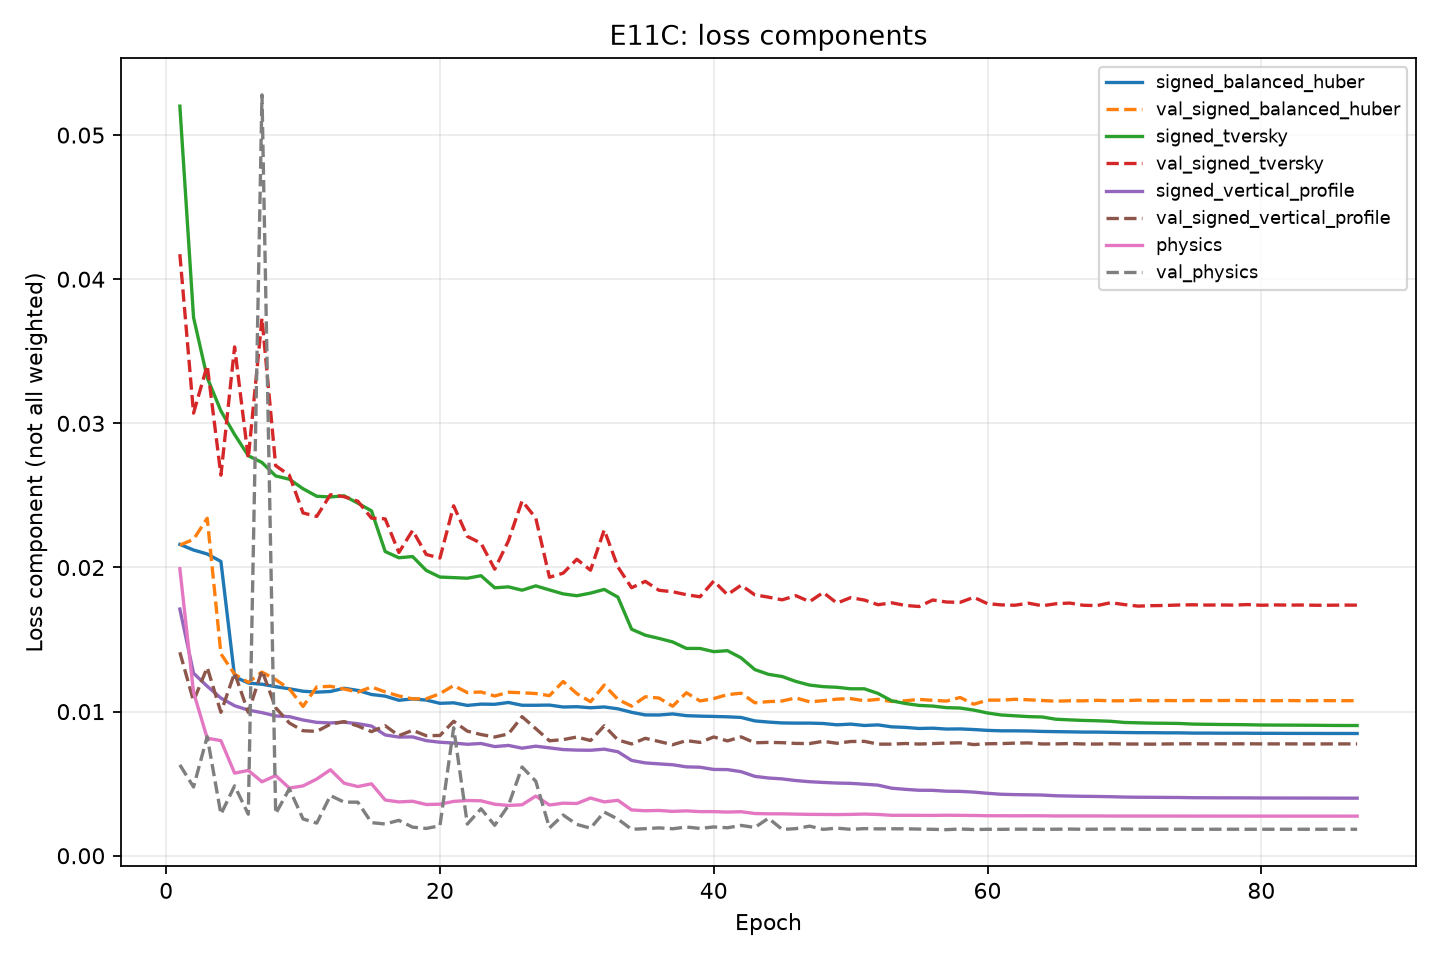 E11C: loss components
signed_balanced_huber
val_signed_balanced_huber
signed_tversky
val_signed_tversky
signed_vertical_profile
val_signed_vertical_profile
physics
val_physics
Loss component (not all weighted)
0.05
0.04
0.03
0.02
0.01
0.00
0
20
40
60
80
Epoch